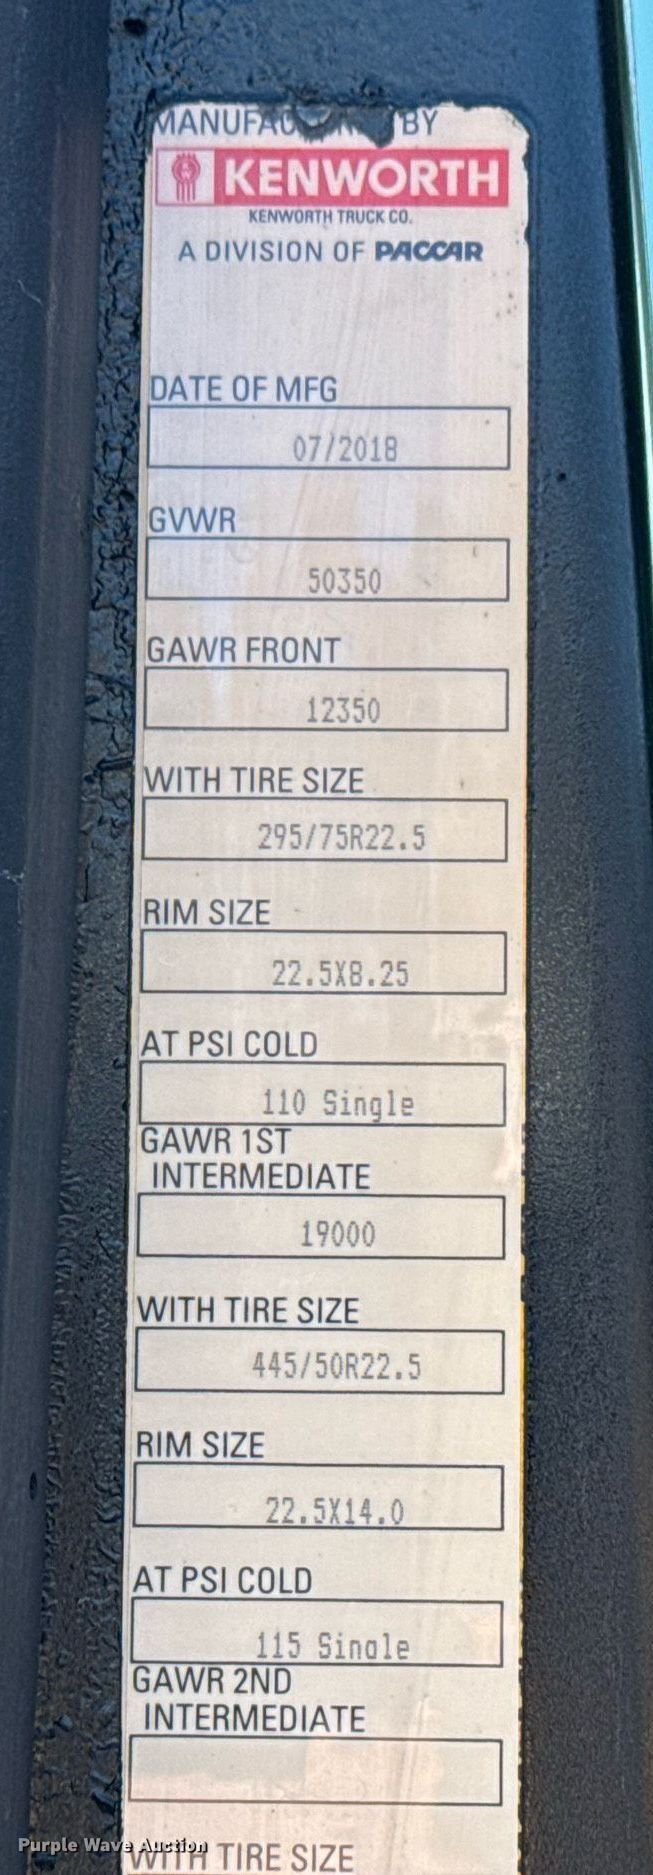 BY
KENWORTH
KENWORTH TRUCK CO.
A DIVISION OF PACCAR
DATE OF MFG
07/2018
GVWR
50350
GAWR FRONT
12350
WITH TIRE SIZE
295/75R22.5
RIM SIZE
22.5X8.25
AT PSI COLD
110 Single
GAWR 1ST
INTERMEDIATE
19000
WITH TIRE SIZE
445/50R22.5
RIM SIZE
22.5X14.0
AT PSI COLD
115 Single
GAWR 2ND
INTERMEDIATE
Purple Wave Auction
WITH TIRE SIZE